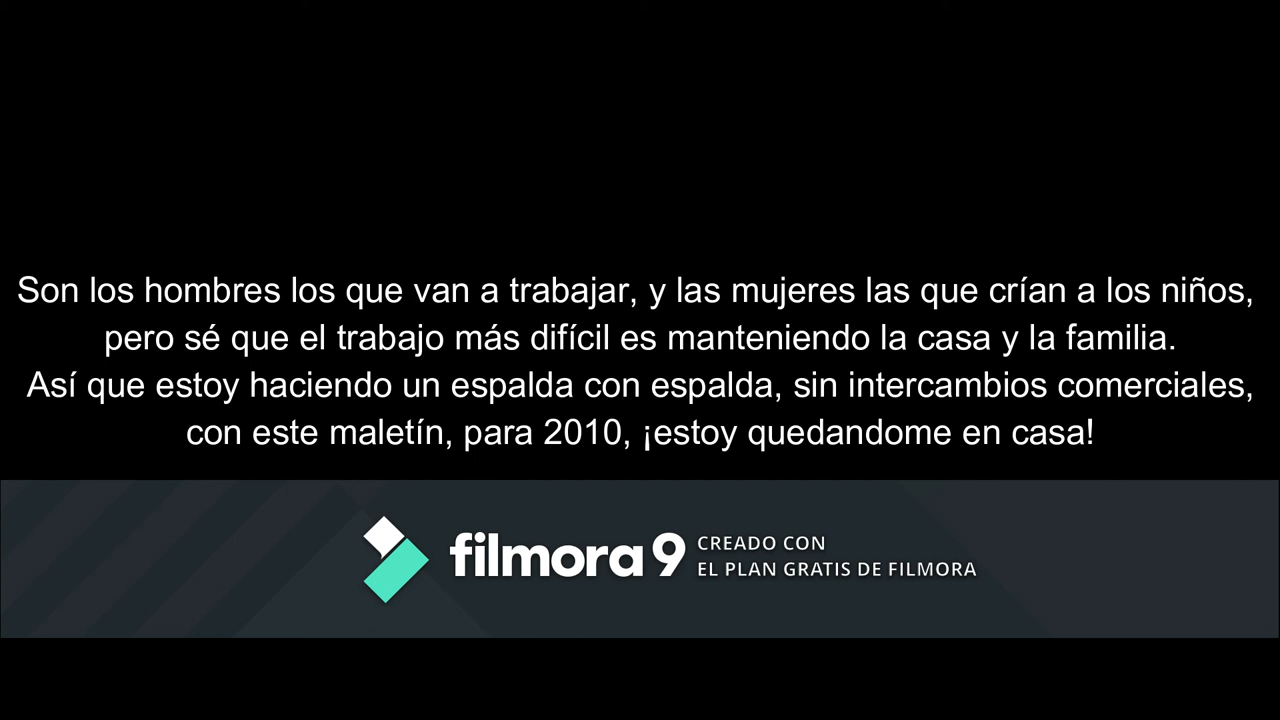 Son los hombres los que van a trabajar, y las mujeres las que crían a los niños,
pero sé que el trabajo más difícil es manteniendo la casa y la familia.
Así que estoy haciendo un espalda con espalda, sin intercambios comerciales,
con este maletín, para 2010, ¡estoy quedandome en casa!
filmora 9 CREADO CON
EL PLAN GRATIS DE FILMORA